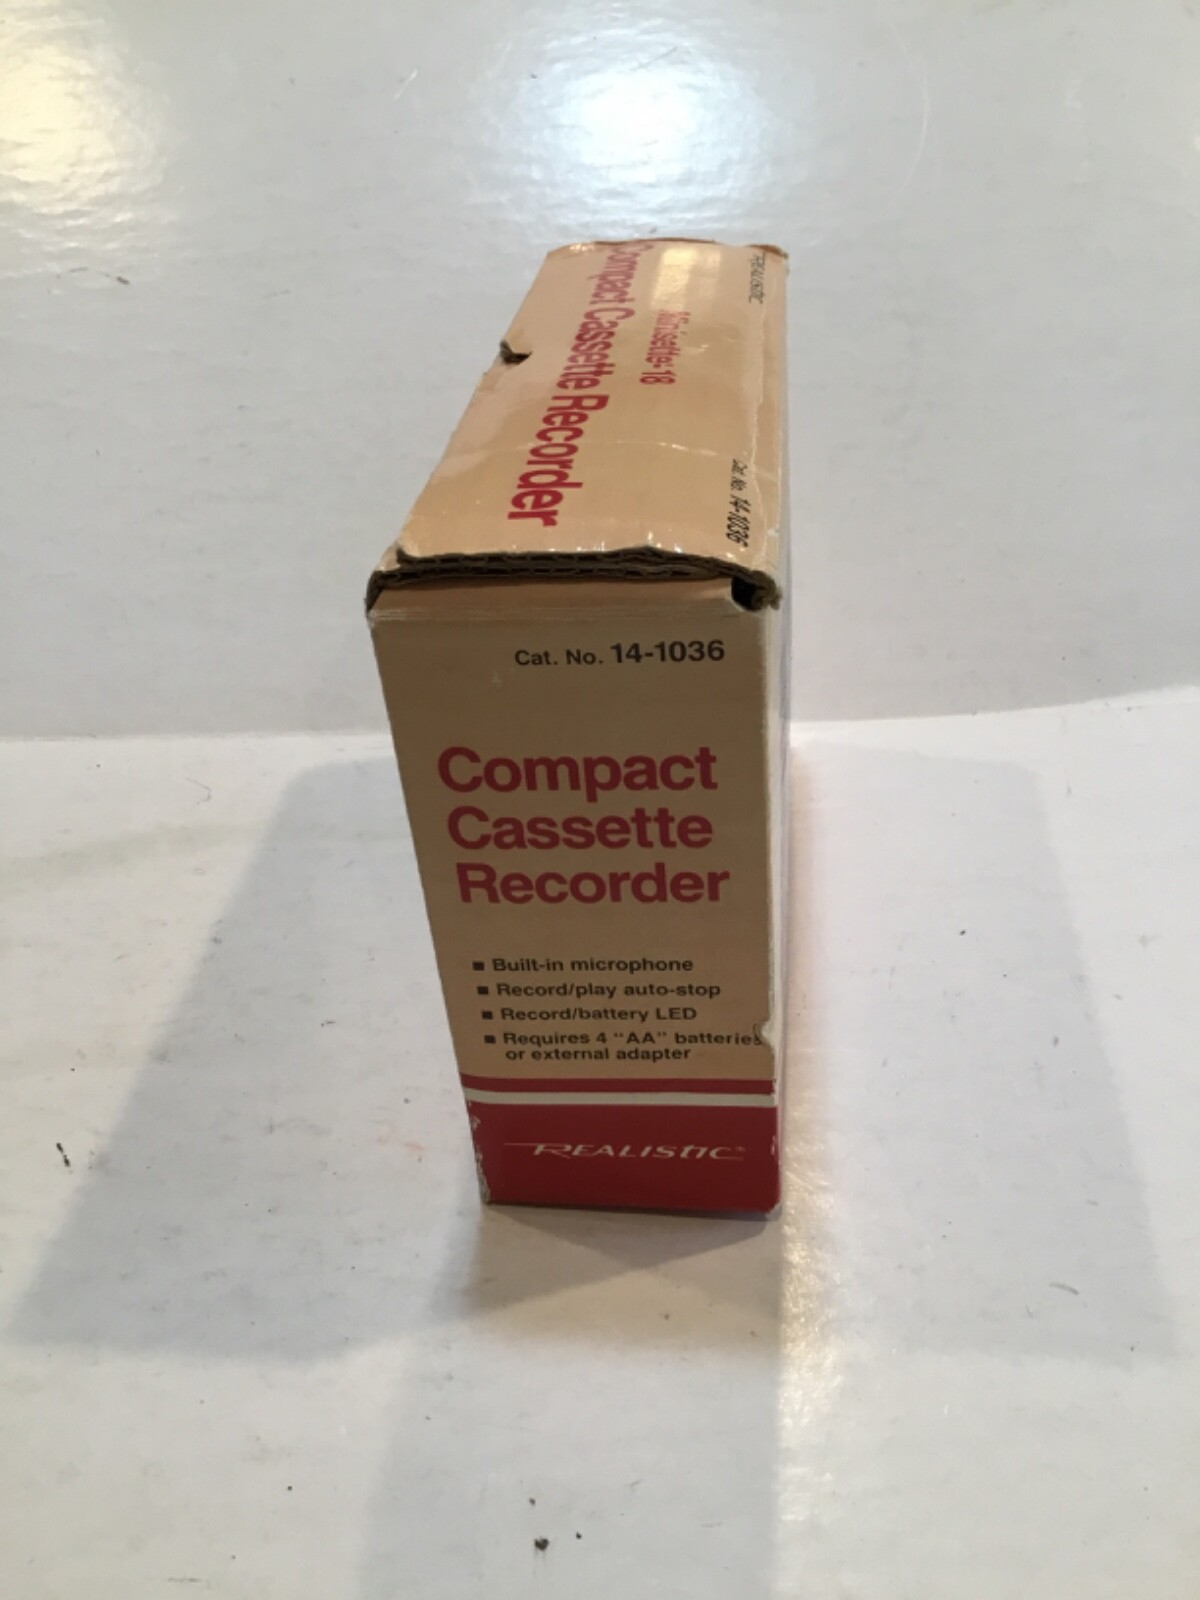 REALISTIC
Minisette-18
Compact Cassette Recorder
Cat. No. 14-1036
Cat. No. 14-1036
Compact
Cassette
Recorder
■ Built-in microphone
■ Record/play auto-stop
■ Record/battery LED
■ Requires 4 "AA" batteries
or external adapter
REALISTIC®